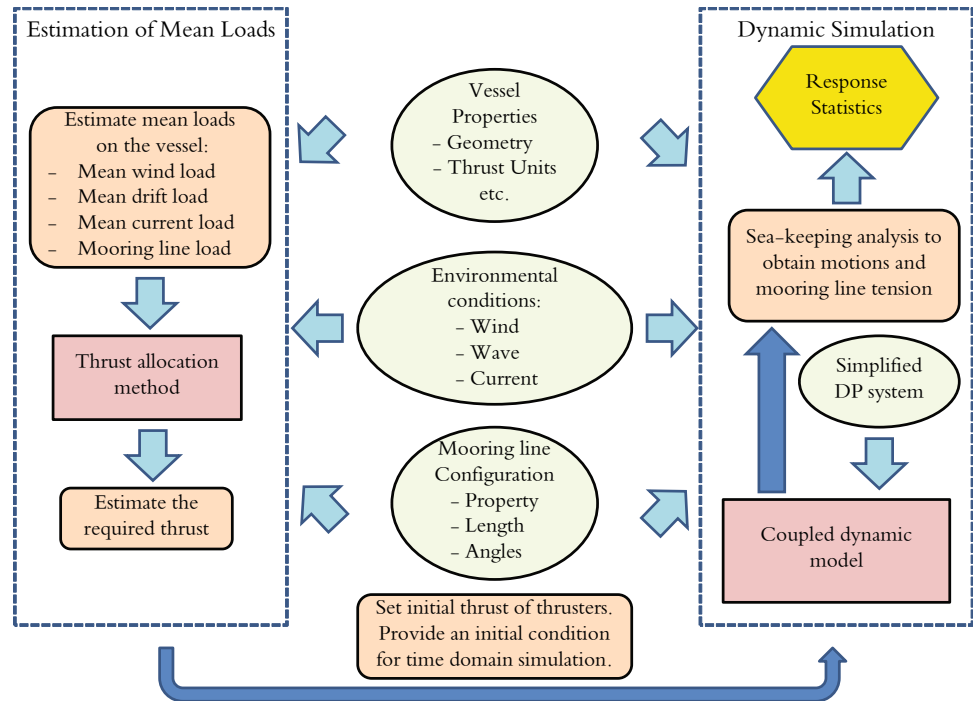 Estimation of Mean Loads
Estimate mean loads
on the vessel:
- Mean wind load
- Mean drift load
- Mean current load
- Mooring line load
Thrust allocation
method
Estimate the
required thrust
Vessel
Properties
- Geometry
- Thrust Units
etc.
Environmental
conditions:
- Wind
- Wave
- Current
Mooring line
Configuration
- Property
- Length
- Angles
Set initial thrust of thrusters.
Provide an initial condition
for time domain simulation.
Dynamic Simulation
Response
Statistics
Sea-keeping analysis to
obtain motions and
mooring line tension
Simplified
DP system
Coupled dynamic
model